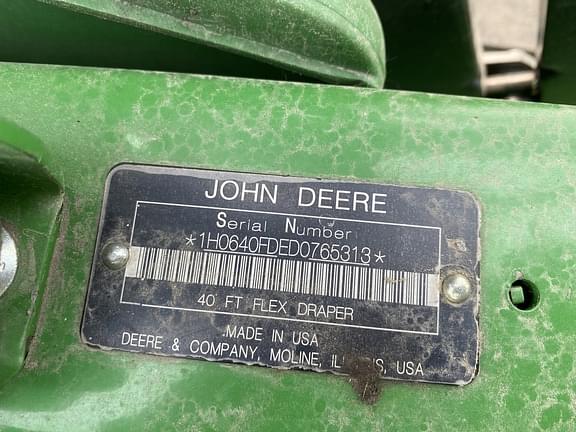 JOHN DEERE
Serial Number
*1H0640FDED0765313*
40 FT FLEX DRAPER
MADE IN USA
DEERE & COMPANY, MOLINE, USA